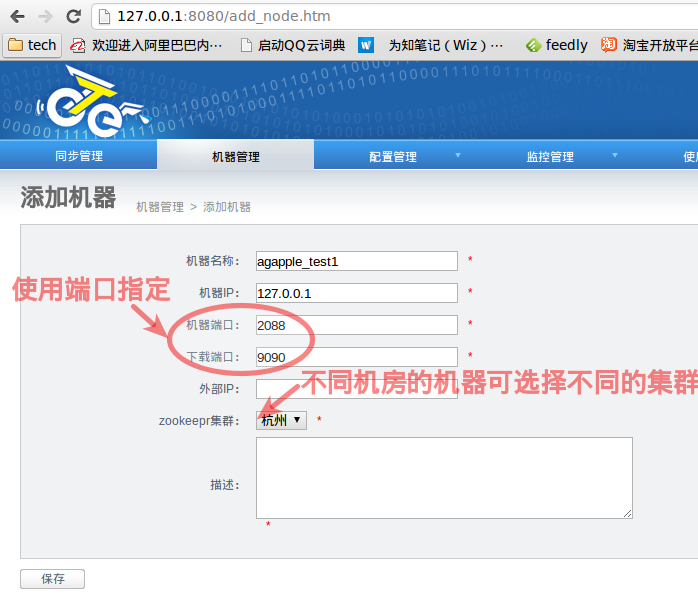 127.0.0.1:8080/add_node.htm
tech 欢迎进入阿里巴巴内… 启动QQ云词典 W 为知笔记（Wiz）… feedly 淘 淘宝开放平台
同步管理 机器管理 配置管理 监控管理
添加机器 机器管理 > 添加机器
机器名称: agapple_test1 *
使用端口指定
机器IP: 127.0.0.1 *
机器端口: 2088 *
下载端口: 9090 *
不同机房的机器可选择不同的集群
外部IP:
zookeepr集群: 杭州 *
描述:
*
保存